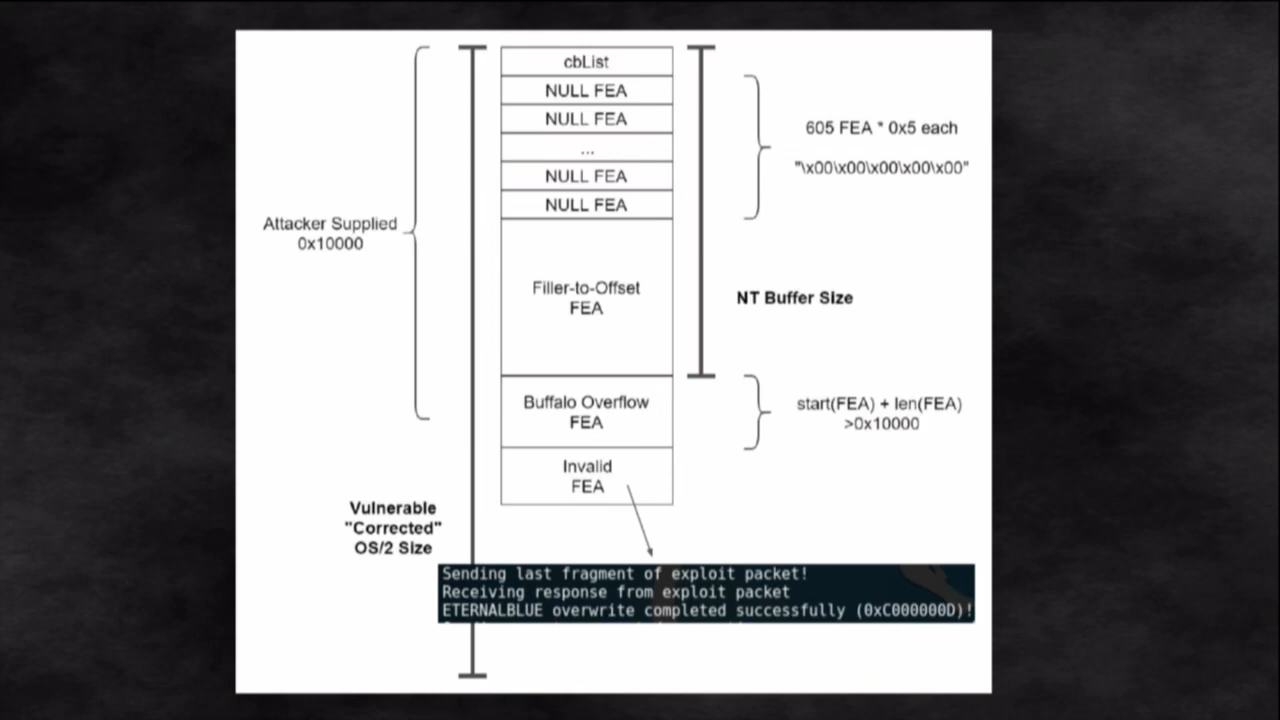 cbList
NULL FEA
NULL FEA
...
NULL FEA
NULL FEA
605 FEA * 0x5 each
"\x00\x00\x00\x00\x00"
Attacker Supplied
0x10000
Filler-to-Offset
FEA
NT Buffer Size
Buffalo Overflow
FEA
start(FEA) + len(FEA)
>0x10000
Invalid
FEA
Vulnerable
"Corrected"
OS/2 Size
Sending last fragment of exploit packet!
Receiving response from exploit packet
ETERNALBLUE overwrite completed successfully (0xC000000D)!